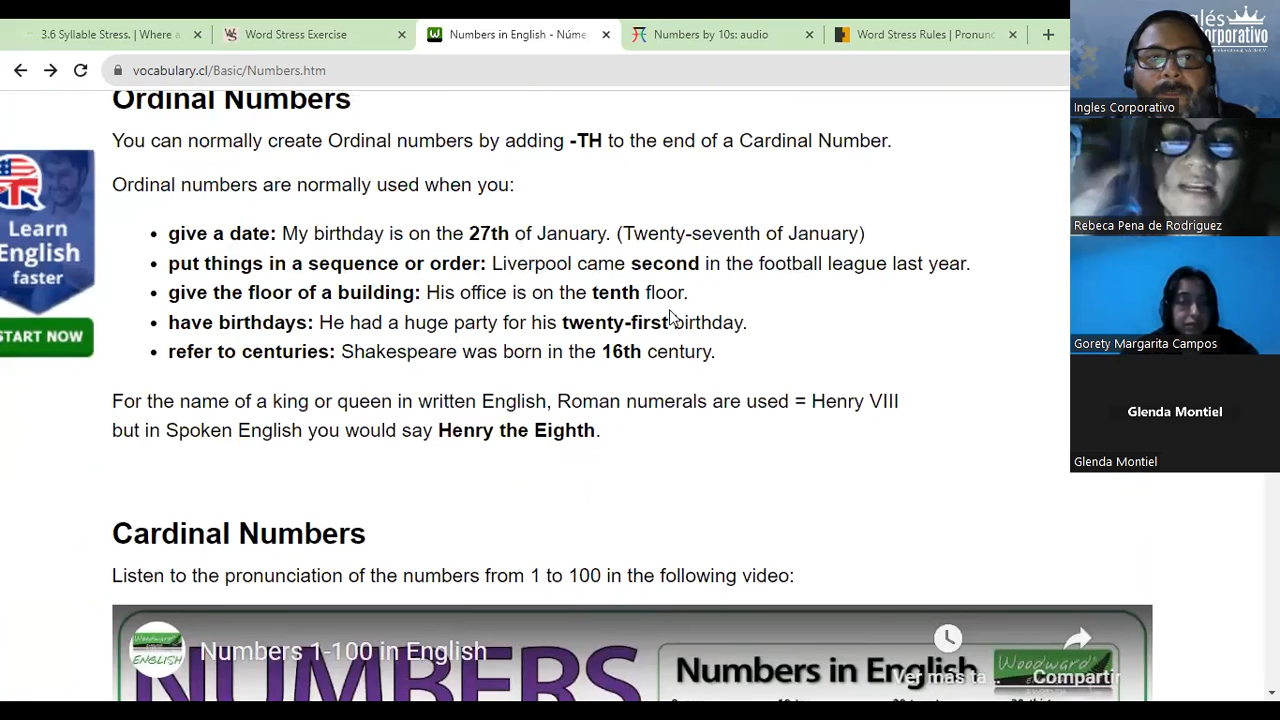 3.6 Syllable Stress. | Where a
Word Stress Exercise
Numbers in English - Núme
Numbers by 10s: audio
Word Stress Rules | Pronunc
vocabulary.cl/Basic/Numbers.htm
Ordinal Numbers
You can normally create Ordinal numbers by adding -TH to the end of a Cardinal Number.
Ordinal numbers are normally used when you:
• give a date: My birthday is on the 27th of January. (Twenty-seventh of January)
• put things in a sequence or order: Liverpool came second in the football league last year.
• give the floor of a building: His office is on the tenth floor.
• have birthdays: He had a huge party for his twenty-first birthday.
• refer to centuries: Shakespeare was born in the 16th century.
For the name of a king or queen in written English, Roman numerals are used = Henry VIII
but in Spoken English you would say Henry the Eighth.
Cardinal Numbers
Listen to the pronunciation of the numbers from 1 to 100 in the following video:
Woodward
ENGLISH
Numbers 1-100 in English
NUMBERS
Numbers in English
Woodward
Ver más ta...
Compartir
Learn
English
faster
START NOW
Ingles Corporativo
Rebeca Pena de Rodriguez
Gorety Margarita Campos
Glenda Montiel
Glenda Montiel